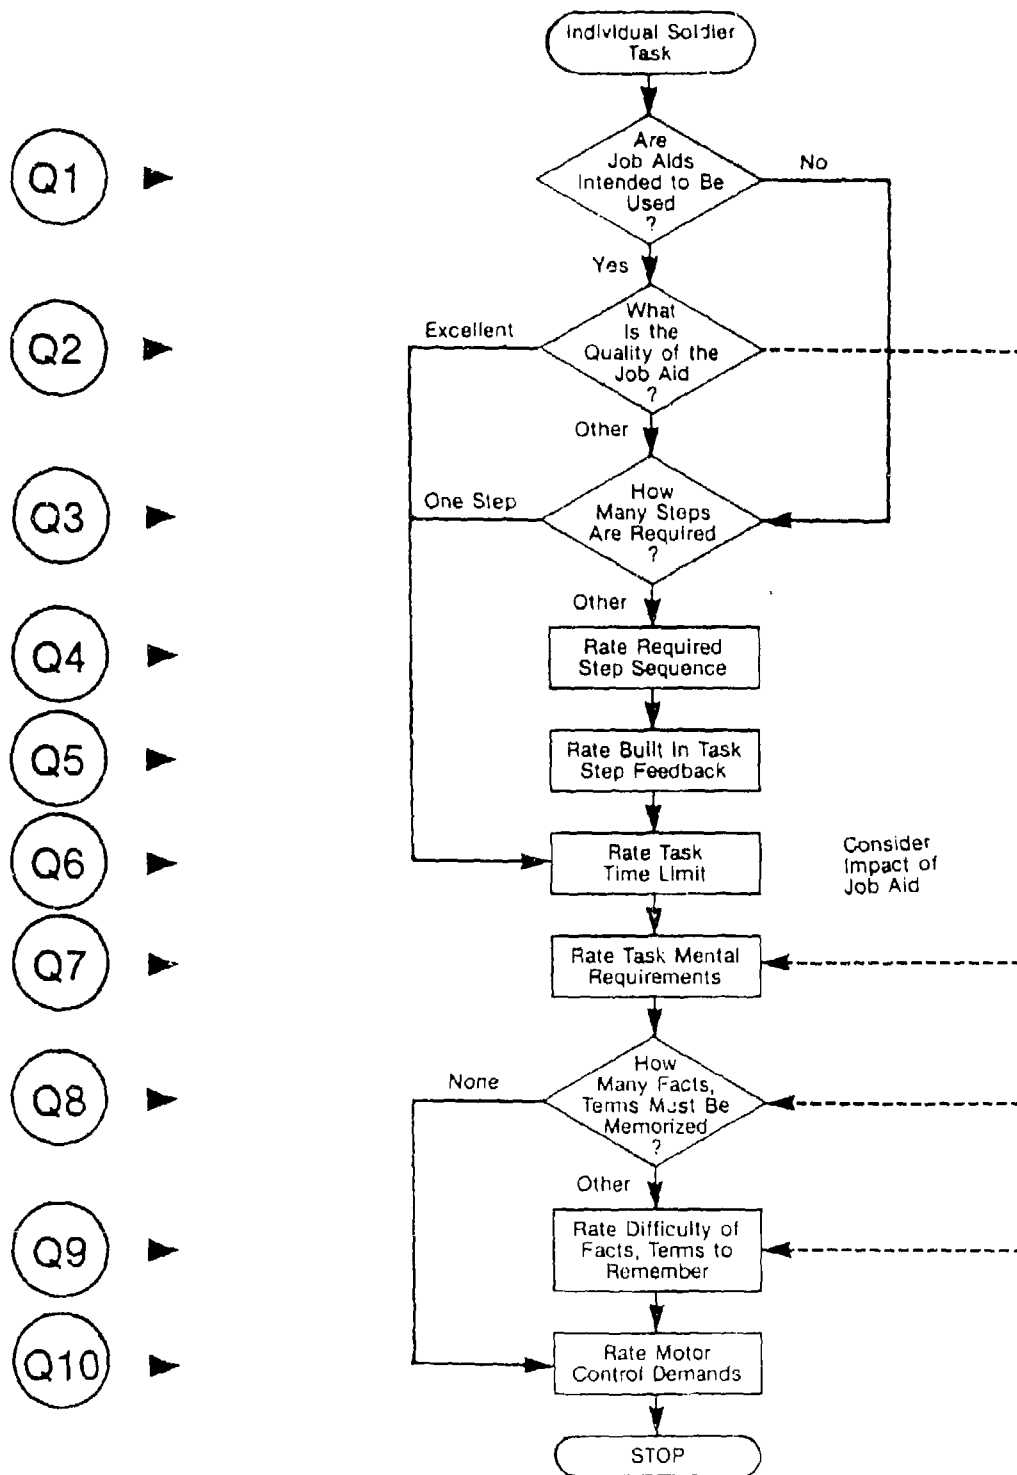 Individual Soldier
Task
Q1
Are
Job Aids
Intended to Be
Used
?
No
Yes
Q2
Excellent
What
Is the
Quality of the
Job Aid
?
Other
Q3
One Step
How
Many Steps
Are Required
?
Other
Q4
Rate Required
Step Sequence
Q5
Rate Built In Task
Step Feedback
Q6
Rate Task
Time Limit
Consider
Impact of
Job Aid
Q7
Rate Task Mental
Requirements
Q8
None
How
Many Facts,
Terms Must Be
Memorized
?
Other
Q9
Rate Difficulty of
Facts, Terms to
Remember
Q10
Rate Motor
Control Demands
STOP